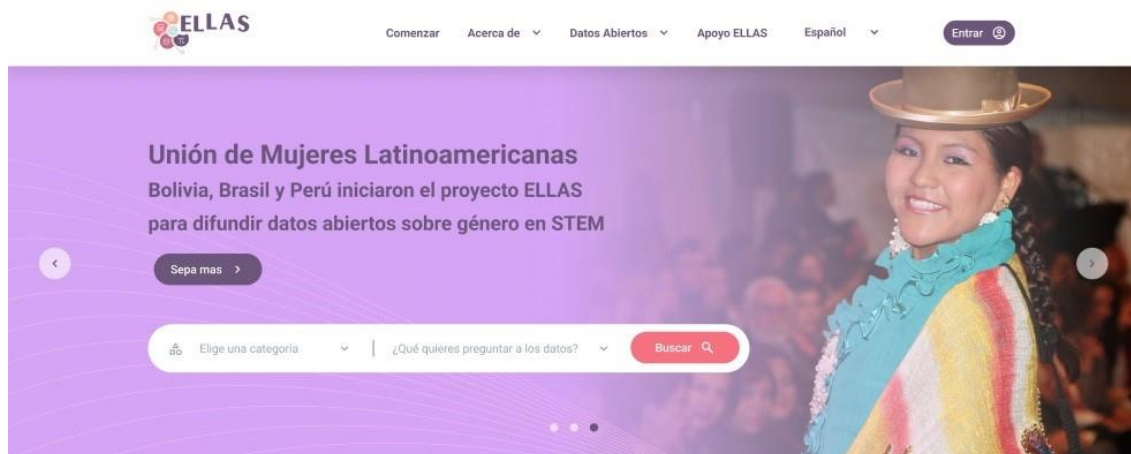 ELLAS
Comenzar
Acerca de
Datos Abiertos
Apoyo ELLAS
Español
Entrar
Unión de Mujeres Latinoamericanas
Bolivia, Brasil y Perú iniciaron el proyecto ELLAS
para difundir datos abiertos sobre género en STEM
Sepa mas
Elige una categoría
¿Qué quieres preguntar a los datos?
Buscar